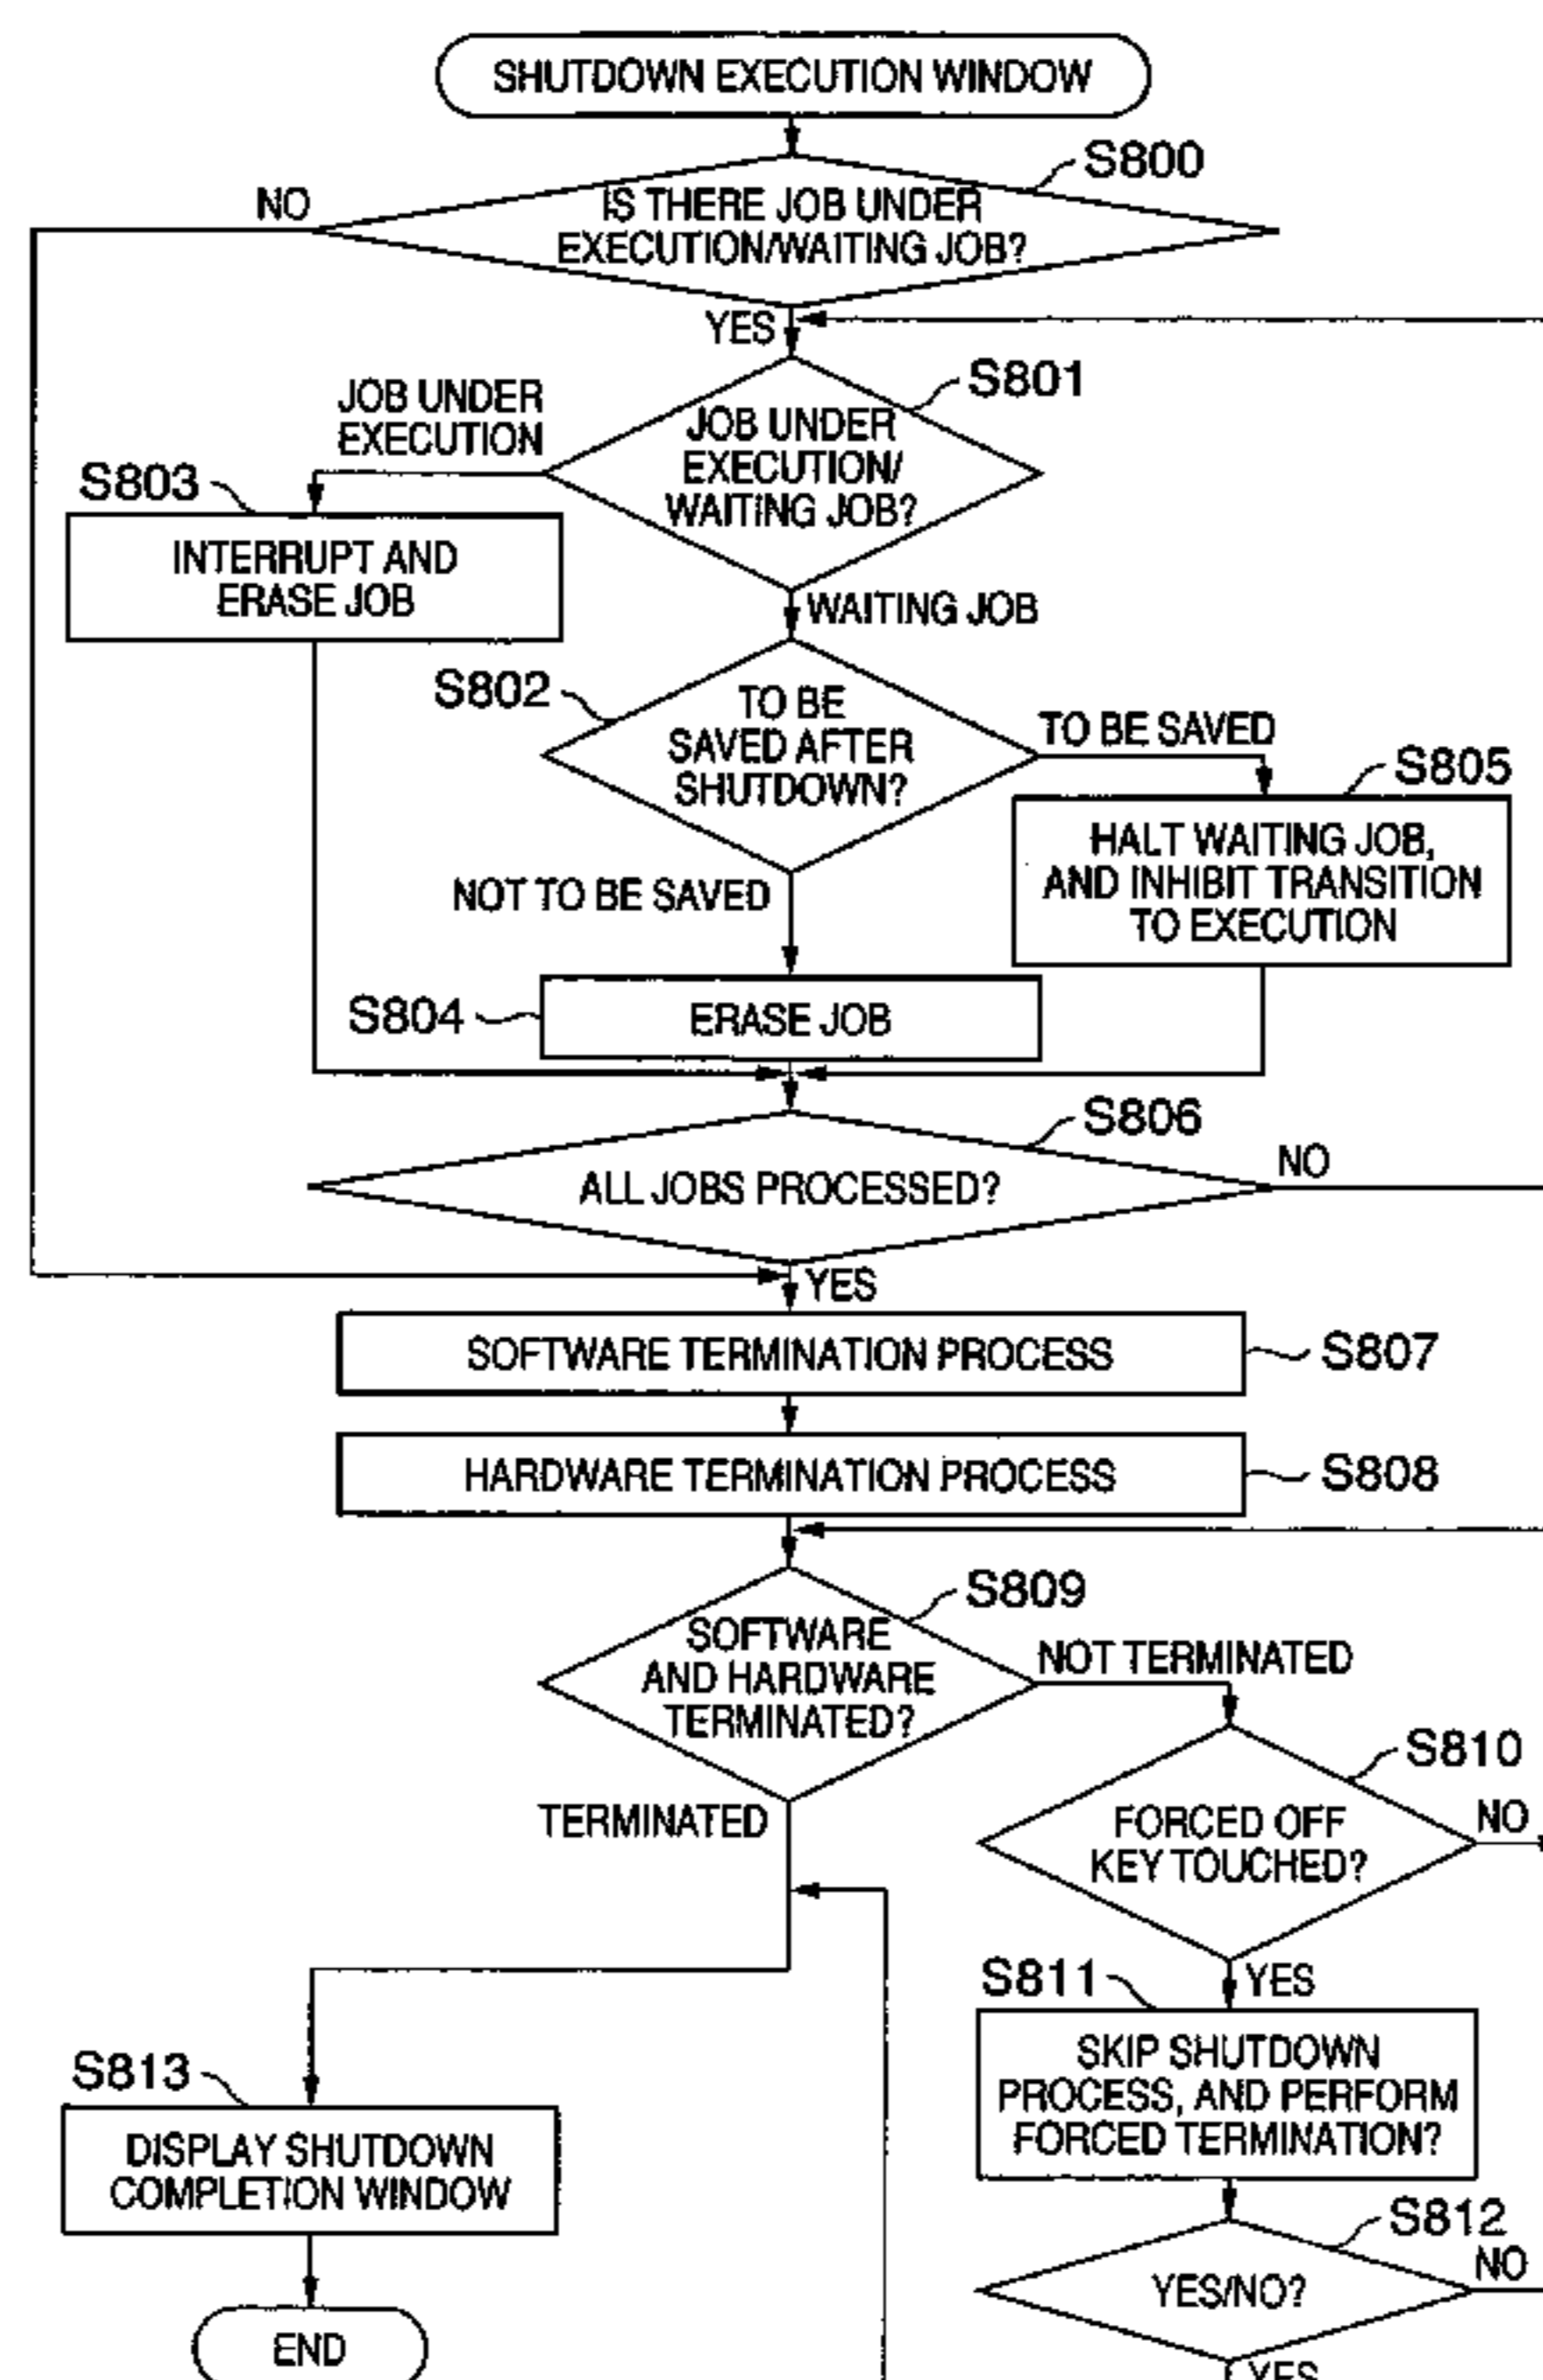 SHUTDOWN EXECUTION WINDOW
S800
NO
IS THERE JOB UNDER
EXECUTION/WAITING JOB?
YES
S801
JOB UNDER
EXECUTION
JOB UNDER
EXECUTION/
WAITING JOB?
S803
INTERRUPT AND
ERASE JOB
WAITING JOB
S802
TO BE
SAVED AFTER
SHUTDOWN?
TO BE SAVED
S805
HALT WAITING JOB,
AND INHIBIT TRANSITION
TO EXECUTION
NOT TO BE SAVED
S804
ERASE JOB
S806
ALL JOBS PROCESSED?
NO
YES
SOFTWARE TERMINATION PROCESS
S807
HARDWARE TERMINATION PROCESS
S808
S809
SOFTWARE
AND HARDWARE
TERMINATED?
NOT TERMINATED
S810
TERMINATED
FORCED OFF
KEY TOUCHED?
NO
YES
S811
SKIP SHUTDOWN
PROCESS, AND PERFORM
FORCED TERMINATION?
S813
DISPLAY SHUTDOWN
COMPLETION WINDOW
S812
YES/NO?
NO
END
YES